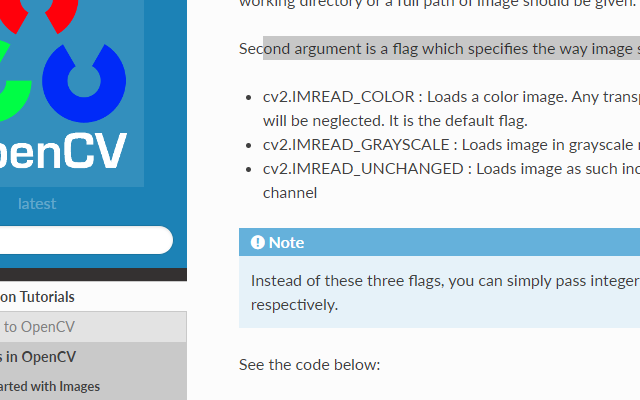 working directory or a full path of image should be given.
Second argument is a flag which specifies the way image s
cv2.IMREAD_COLOR : Loads a color image. Any transp
will be neglected. It is the default flag.
cv2.IMREAD_GRAYSCALE : Loads image in grayscale
cv2.IMREAD_UNCHANGED : Loads image as such inc
channel
Note
Instead of these three flags, you can simply pass integer
respectively.
See the code below:
penCV
latest
on Tutorials
to OpenCV
s in OpenCV
arted with Images